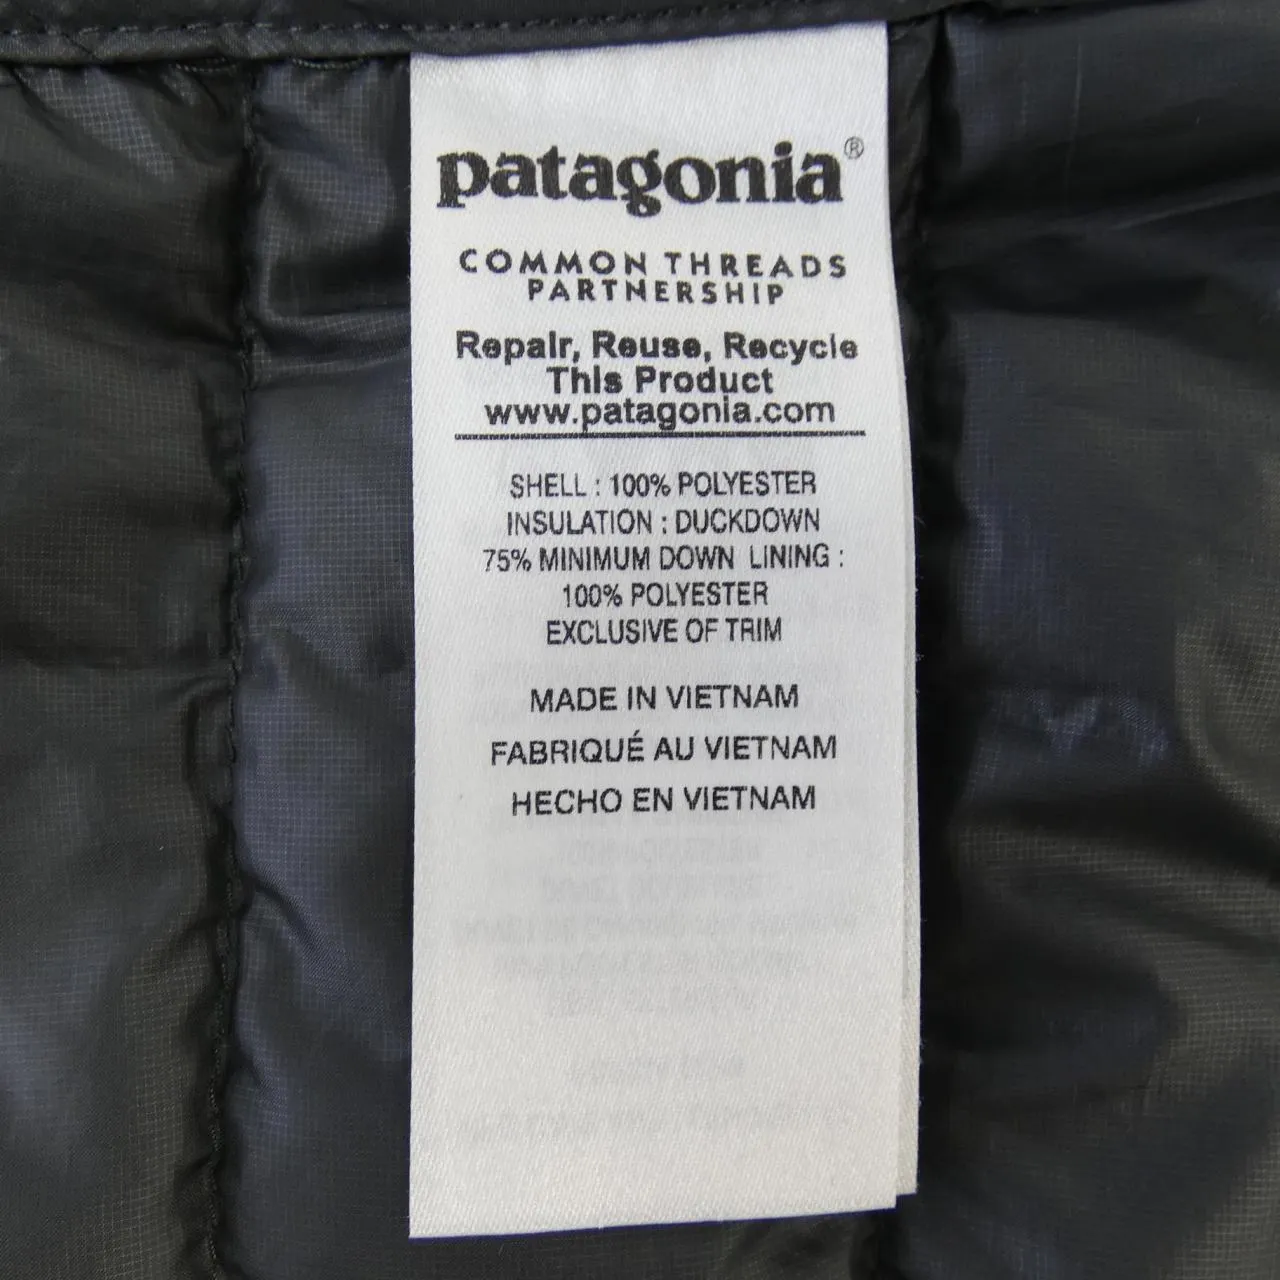 patagonia®
COMMON THREADS
PARTNERSHIP
Repair, Reuse, Recycle
This Product
www.patagonia.com
SHELL : 100% POLYESTER
INSULATION : DUCKDOWN
75% MINIMUM DOWN LINING :
100% POLYESTER
EXCLUSIVE OF TRIM
MADE IN VIETNAM
FABRIQUÉ AU VIETNAM
HECHO EN VIETNAM